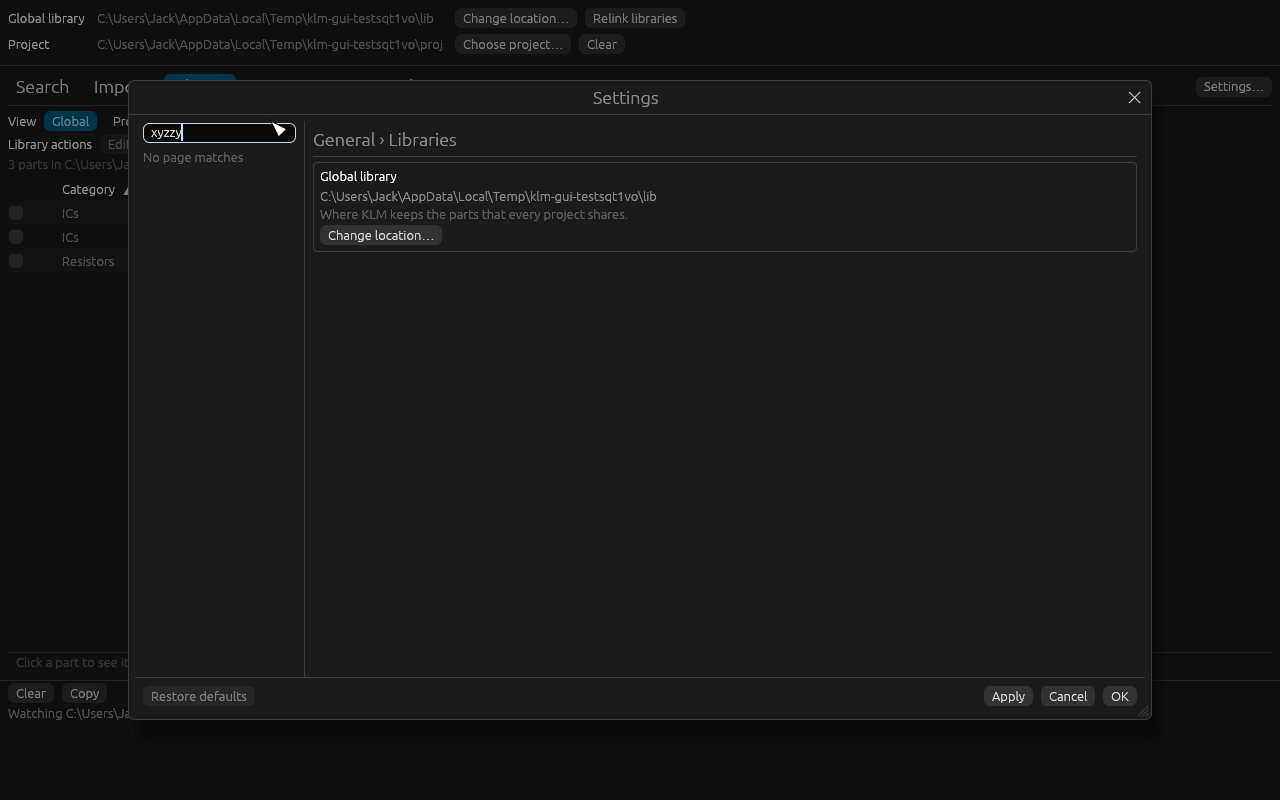 Global library C:\Users\Jack\AppData\Local\Temp\klm-gui-testsqt1vo\lib Change location… Relink libraries
Project C:\Users\Jack\AppData\Local\Temp\klm-gui-testsqt1vo\proj Choose project… Clear
Search Settings…
Settings
View Global
xyzzy
Library actions
No page matches
General › Libraries
3 parts in
Category
Global library
ICs
C:\Users\Jack\AppData\Local\Temp\klm-gui-testsqt1vo\lib
Where KLM keeps the parts that every project shares.
ICs
Change location…
Resistors
Click a part to see
Clear Copy
Restore defaults Apply Cancel OK
Watching